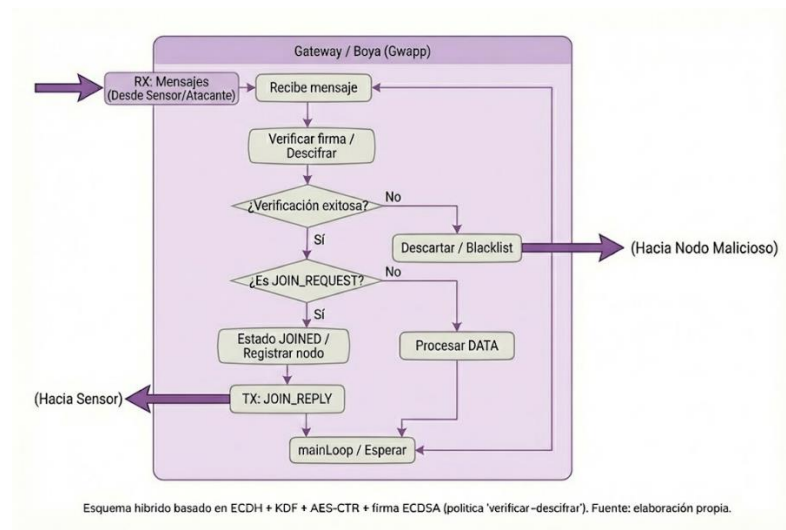 Gateway / Boya (Gwapp)
RX: Mensajes
(Desde Sensor/Atacante)
Recibe mensaje
Verificar firma /
Descifrar
¿Verificación exitosa?
No
Sí
Descartar / Blacklist
(Hacia Nodo Malicioso)
¿Es JOIN_REQUEST?
No
Sí
Estado JOINED /
Registrar nodo
Procesar DATA
(Hacia Sensor)
TX: JOIN_REPLY
mainLoop / Esperar
Esquema hibrido basado en ECDH + KDF + AES-CTR + firma ECDSA (politica 'verificar-descifrar'). Fuente: elaboración propia.